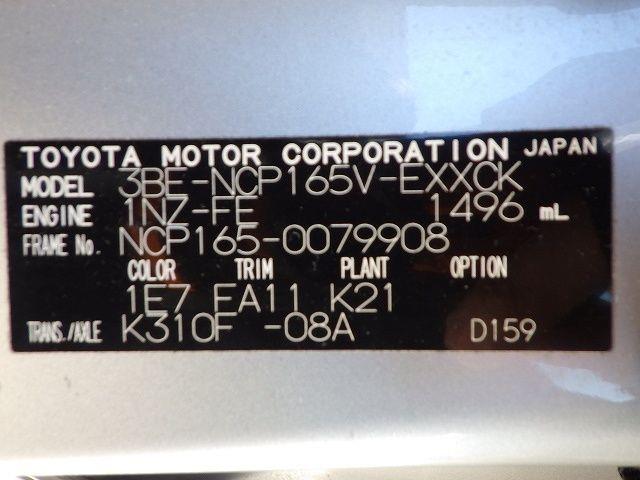 TOYOTA MOTOR CORPORATION JAPAN
MODEL 3BE-NCP165V-EXXCK
ENGINE 1NZ-FE 1496 mL
FRAME No. NCP165-0079908
COLOR TRIM PLANT OPTION
1E7 EA11 K21
TRANS./AXLE K310F -08A D159